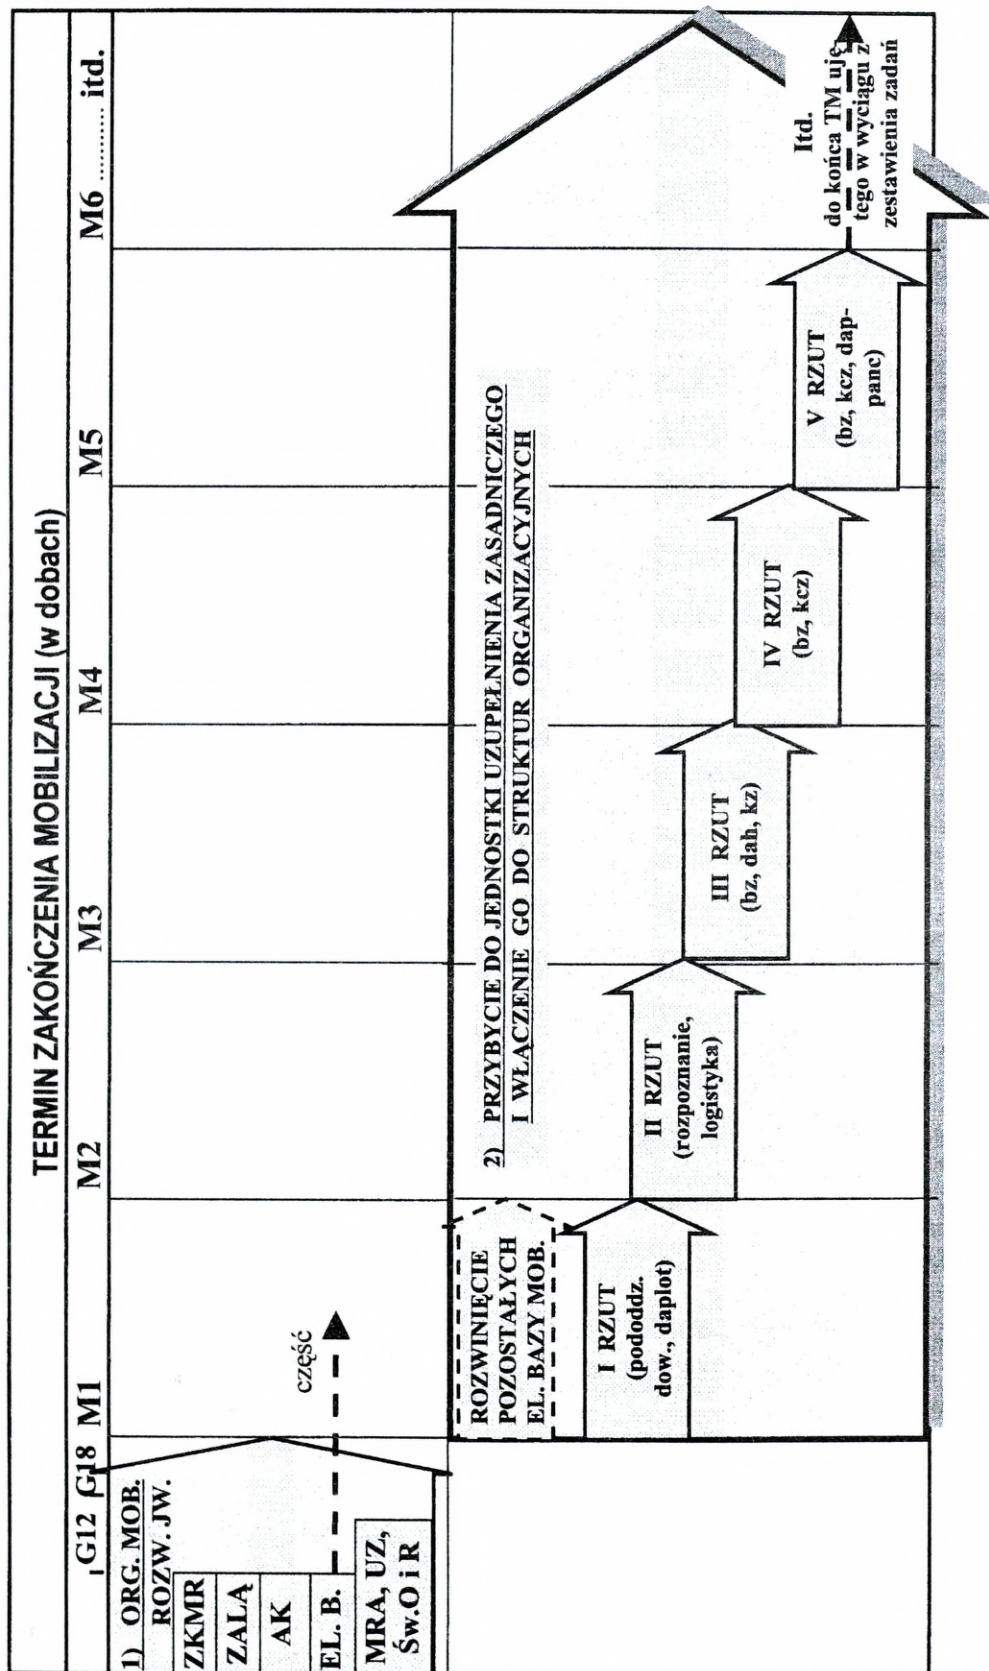 TERMIN ZAKOŃCZENIA MOBILIZACJI (w dobach)
G12 G18 M1 M2 M3 M4 M5 M6 .......... itd.
1) ORG. MOB.
ROZW. JW.
ZKMR
ZALĄ
AK
EL. B.
MRA, UZ,
Św.O i R
część
ROZWINIĘCIE
POZOSTAŁYCH
EL. BAZY MOB.
2) PRZYBYCIE DO JEDNOSTKI UZUPEŁNIENIA ZASADNICZEGO
I WŁĄCZENIE GO DO STRUKTUR ORGANIZACYJNYCH
I RZUT
(pododdz.
dow., daplot)
II RZUT
(rozpoznanie,
logistyka)
III RZUT
(bz, dah, kz)
IV RZUT
(bz, kcz)
V RZUT
(bz, kcz, dap-
panc)
Itd.
do końca TM uję
tego w wyciągu z
zestawienia zadań